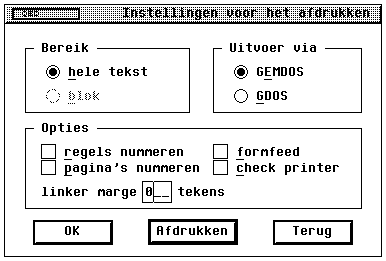 Instellingen voor het afdrukken
Bereik
hele tekst
blok
Uitvoer via
GEMDOS
GDOS
Opties
regels nummeren
formfeed
pagina's nummeren
check printer
linker marge 0__ tekens
OK
Afdrukken
Terug